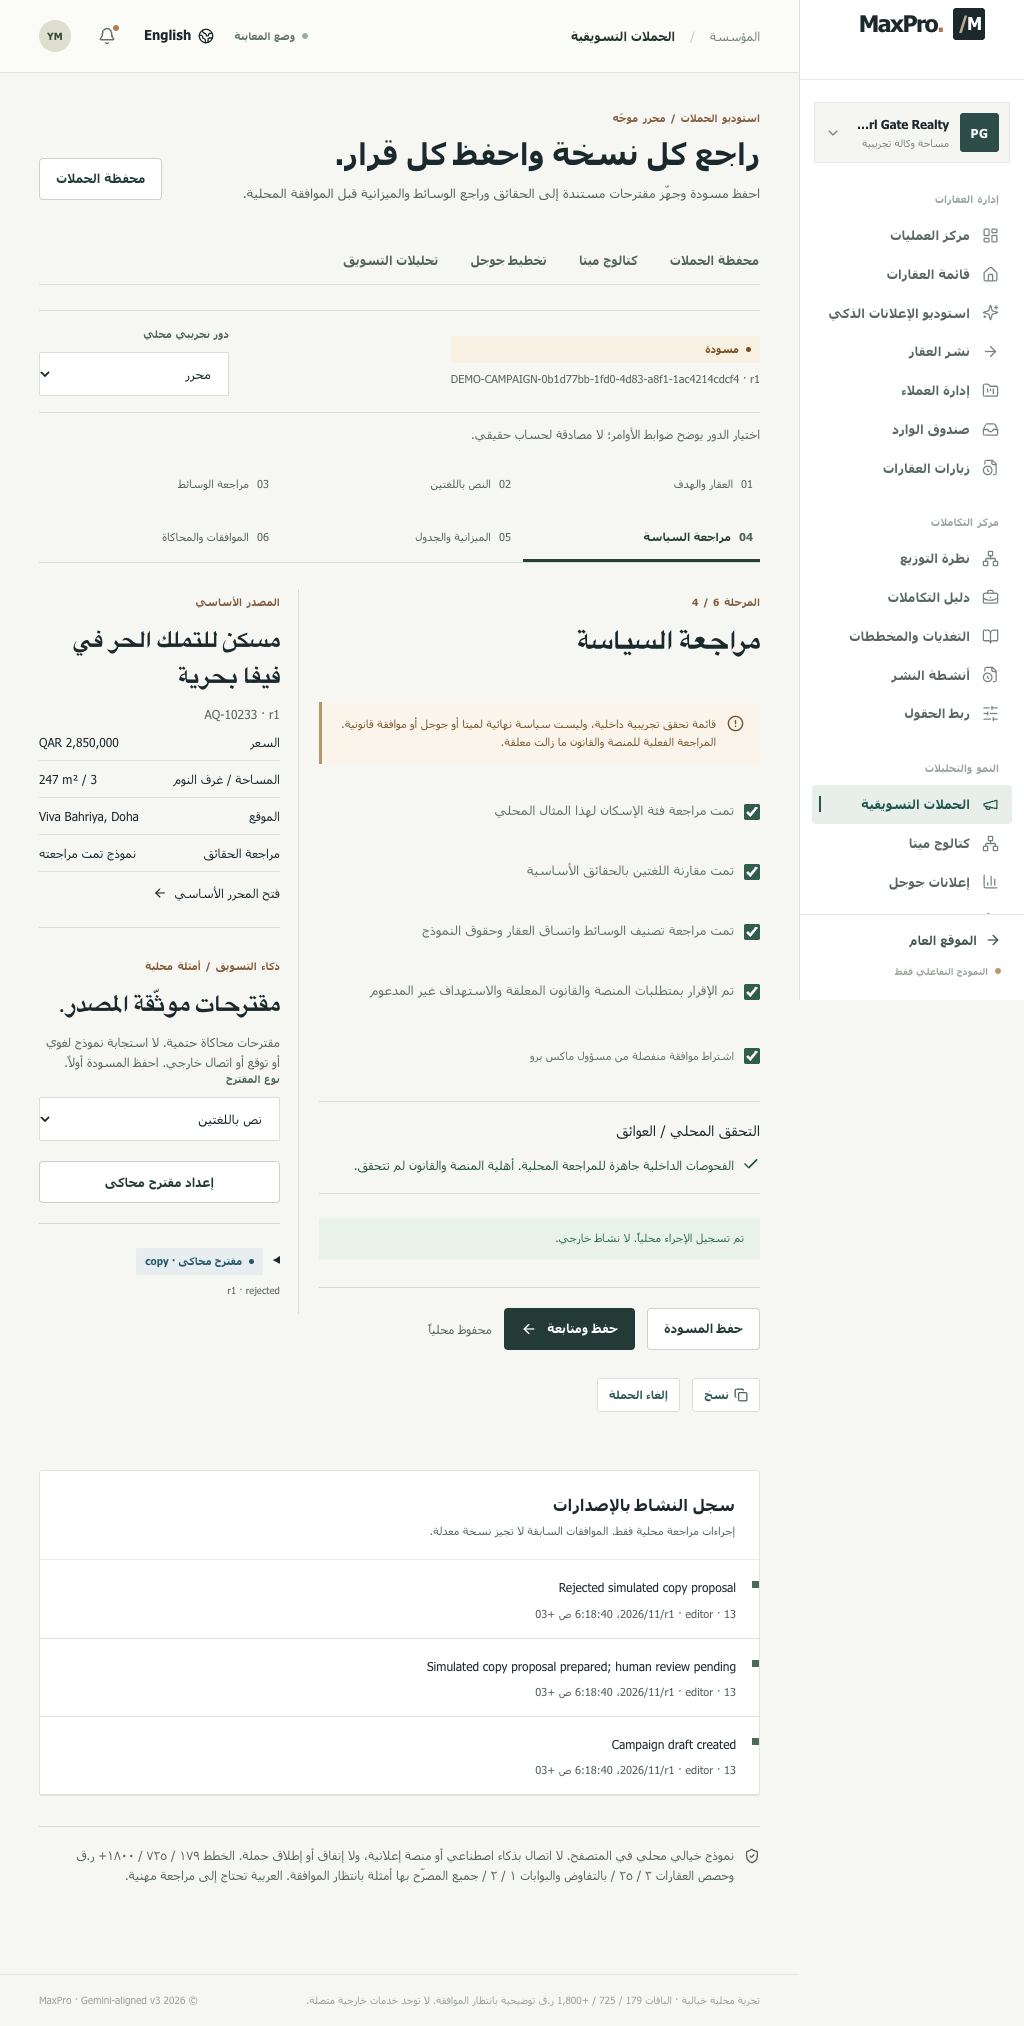 MaxPro. /M
PG
...rl Gate Realty
مساحة وكالة تجريبية
إدارة العقارات
مركز العمليات
قائمة العقارات
استوديو الإعلانات الذكي
نشر العقار
إدارة العملاء
صندوق الوارد
زيارات العقارات
مركز التكاملات
نظرة التوزيع
دليل التكاملات
التغذيات والمخططات
أنشطة النشر
ربط الحقول
النمو والتحليلات
الحملات التسويقية
كتالوج ميتا
إعلانات جوجل
الموقع العام
النموذج التفاعلي فقط
المؤسسة / الحملات التسويقية
وضع المعاينة
English
YM
استوديو الحملات / محرر موجّه
راجع كل نسخة واحفظ كل قرار.
احفظ مسودة وجهّز مقترحات مستندة إلى الحقائق وراجع الوسائط والميزانية قبل الموافقة المحلية.
محفظة الحملات
محفظة الحملات
كتالوج ميتا
تخطيط جوجل
تحليلات التسويق
مسودة
DEMO-CAMPAIGN-0b1d77bb-1fd0-4d83-a8f1-1ac4214cdcf4 · r1
دور تجريبي محلي
محرر
اختيار الدور يوضح ضوابط الأوامر؛ لا مصادقة لحساب حقيقي.
01 العقار والهدف
02 النص باللغتين
03 مراجعة الوسائط
04 مراجعة السياسة
05 الميزانية والجدول
06 الموافقات والمحاكاة
المرحلة 6 / 4
مراجعة السياسة
قائمة تحقق تجريبية داخلية، وليست سياسة نهائية لميتا أو جوجل أو موافقة قانونية.
المراجعة الفعلية للمنصة والقانون ما زالت معلقة.
تمت مراجعة فئة الإسكان لهذا المثال المحلي
تمت مقارنة اللغتين بالحقائق الأساسية
تمت مراجعة تصنيف الوسائط واتساق العقار وحقوق النموذج
تم الإقرار بمتطلبات المنصة والقانون المعلقة والاستهداف غير المدعوم
اشتراط موافقة منفصلة من مسؤول ماكس برو
التحقق المحلي / العوائق
الفحوصات الداخلية جاهزة للمراجعة المحلية. أهلية المنصة والقانون لم تتحقق.
تم تسجيل الإجراء محلياً. لا نشاط خارجي.
حفظ المسودة
حفظ ومتابعة
محفوظ محلياً
نسخ
إلغاء الحملة
المصدر الأساسي
مسكن للتملك الحر في
فيفا بحرية
AQ-10233 · r1
السعر QAR 2,850,000
المساحة / غرف النوم 247 m² / 3
الموقع Viva Bahriya, Doha
مراجعة الحقائق نموذج تمت مراجعته
فتح المحرر الأساسي
ذكاء التسويق / أمثلة محلية
مقترحات موثّقة المصدر.
مقترحات محاكاة حتمية. لا استجابة نموذج لغوي
أو توقع أو اتصال خارجي. احفظ المسودة أولاً.
نوع المقترح
نص باللغتين
إعداد مقترح محاكى
مقترح محاكى · copy
r1 · rejected
سجل النشاط بالإصدارات
إجراءات مراجعة محلية فقط. الموافقات السابقة لا تجيز نسخة معدلة.
Rejected simulated copy proposal
r1 · editor · 13/11/2026، 6:18:40 ص +03
Simulated copy proposal prepared; human review pending
r1 · editor · 13/11/2026، 6:18:40 ص +03
Campaign draft created
r1 · editor · 13/11/2026، 6:18:40 ص +03
نموذج خيالي محلي في المتصفح. لا اتصال بذكاء اصطناعي أو منصة إعلانية، ولا إنفاق أو إطلاق حملة. الخطط ١٧٩ / ٧٢٥ / ١٨٠٠+ ر.ق
وحصص العقارات ٣ / ٢٥ / بالتفاوض والبوابات ١ / ٢ / جميع المصرّح بها أمثلة بانتظار الموافقة. العربية تحتاج إلى مراجعة مهنية.
تجربة محلية خيالية · الباقات 179 / 725 / +1,800 ر.ق توضيحية بانتظار الموافقة. لا توجد خدمات خارجية متصلة.
MaxPro · Gemini-aligned v3 2026 ©